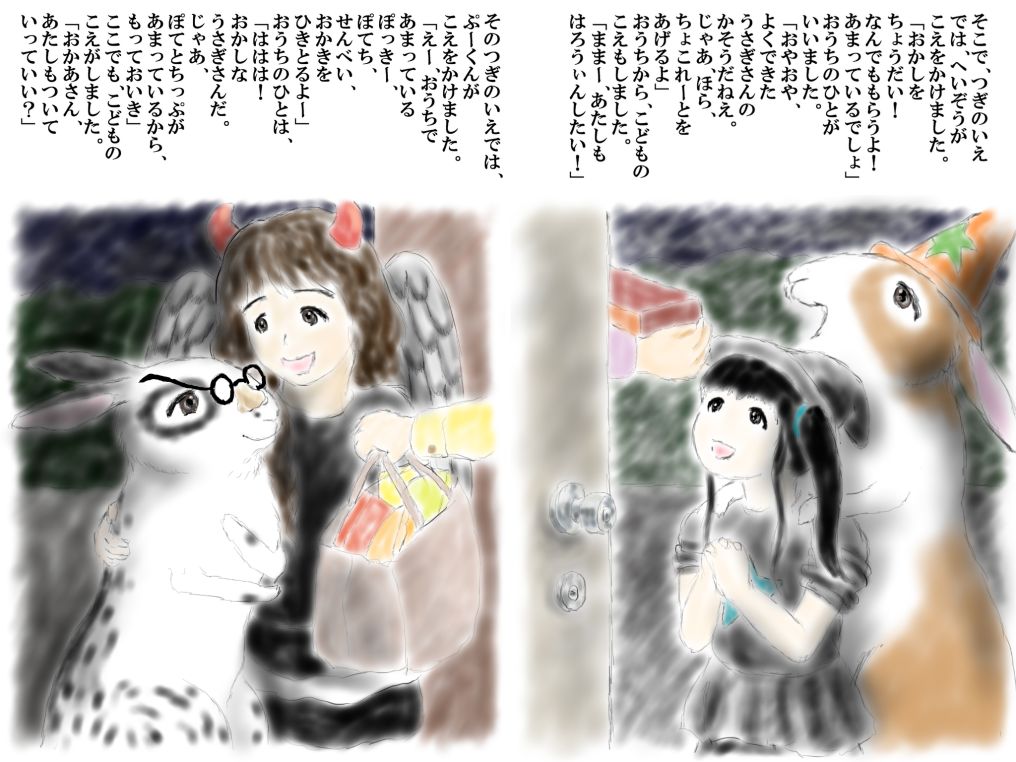 そこで、つぎのいえ
では、へいぞうが
こえをかけました。
「おかしを
ちょうだい！
なんでももらうよ！
あまっているでしょ」
おうちのひとが
いいました。
「おやおや、
よくできた
うさぎさんの
かそうだねえ。
じゃあ、ほら、
ちょこれーとを
あげるよ」
おうちから、こどもの
こえもしました。
「ままー、あたしも
はろうぃんしたい！」
そのつぎのいえでは、
ぷーくんが
こえをかけました。
「えー、おうちで
あまっている
ぽっきー、
ぽてち、
せんべい、
おかきを
ひきとるよー」
おうちのひとは、
「ははは！
おかしな
うさぎさんだ。
じゃあ、
ぽてとちっぷが
あまっているから、
もっておいき」
ここでも、こどもの
こえがしました。
「おかあさん、
あたしもついて
いっていい？」